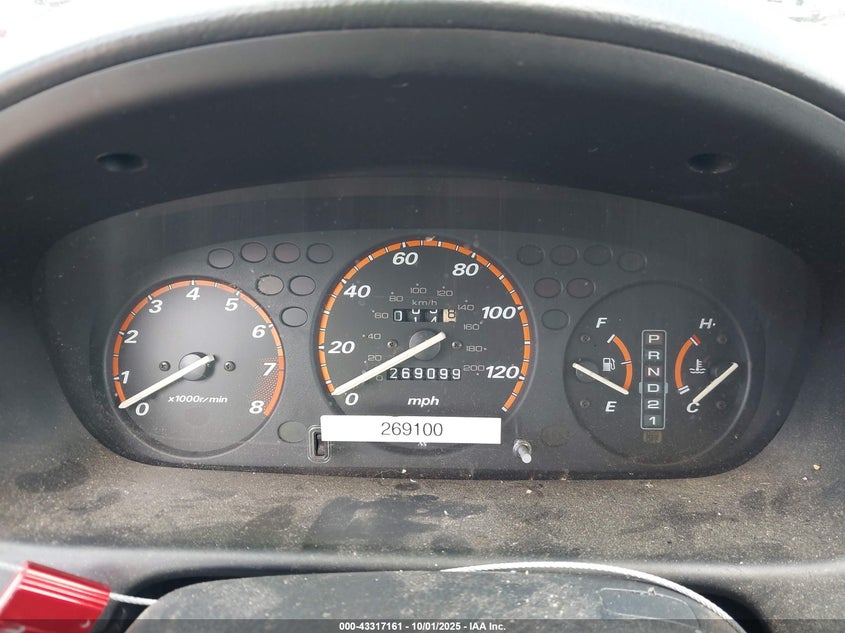 0 1 2 3 4 5 6 7 8
x1000r/min
0 20 40 60 80 100 120
mph
km/h
0 20 40 60 80 100 120 140 160 180 200
269099
F
E
P
R
N
D
2
1
H
C
269100
000-43317161 - 10/01/2025 - IAA Inc.